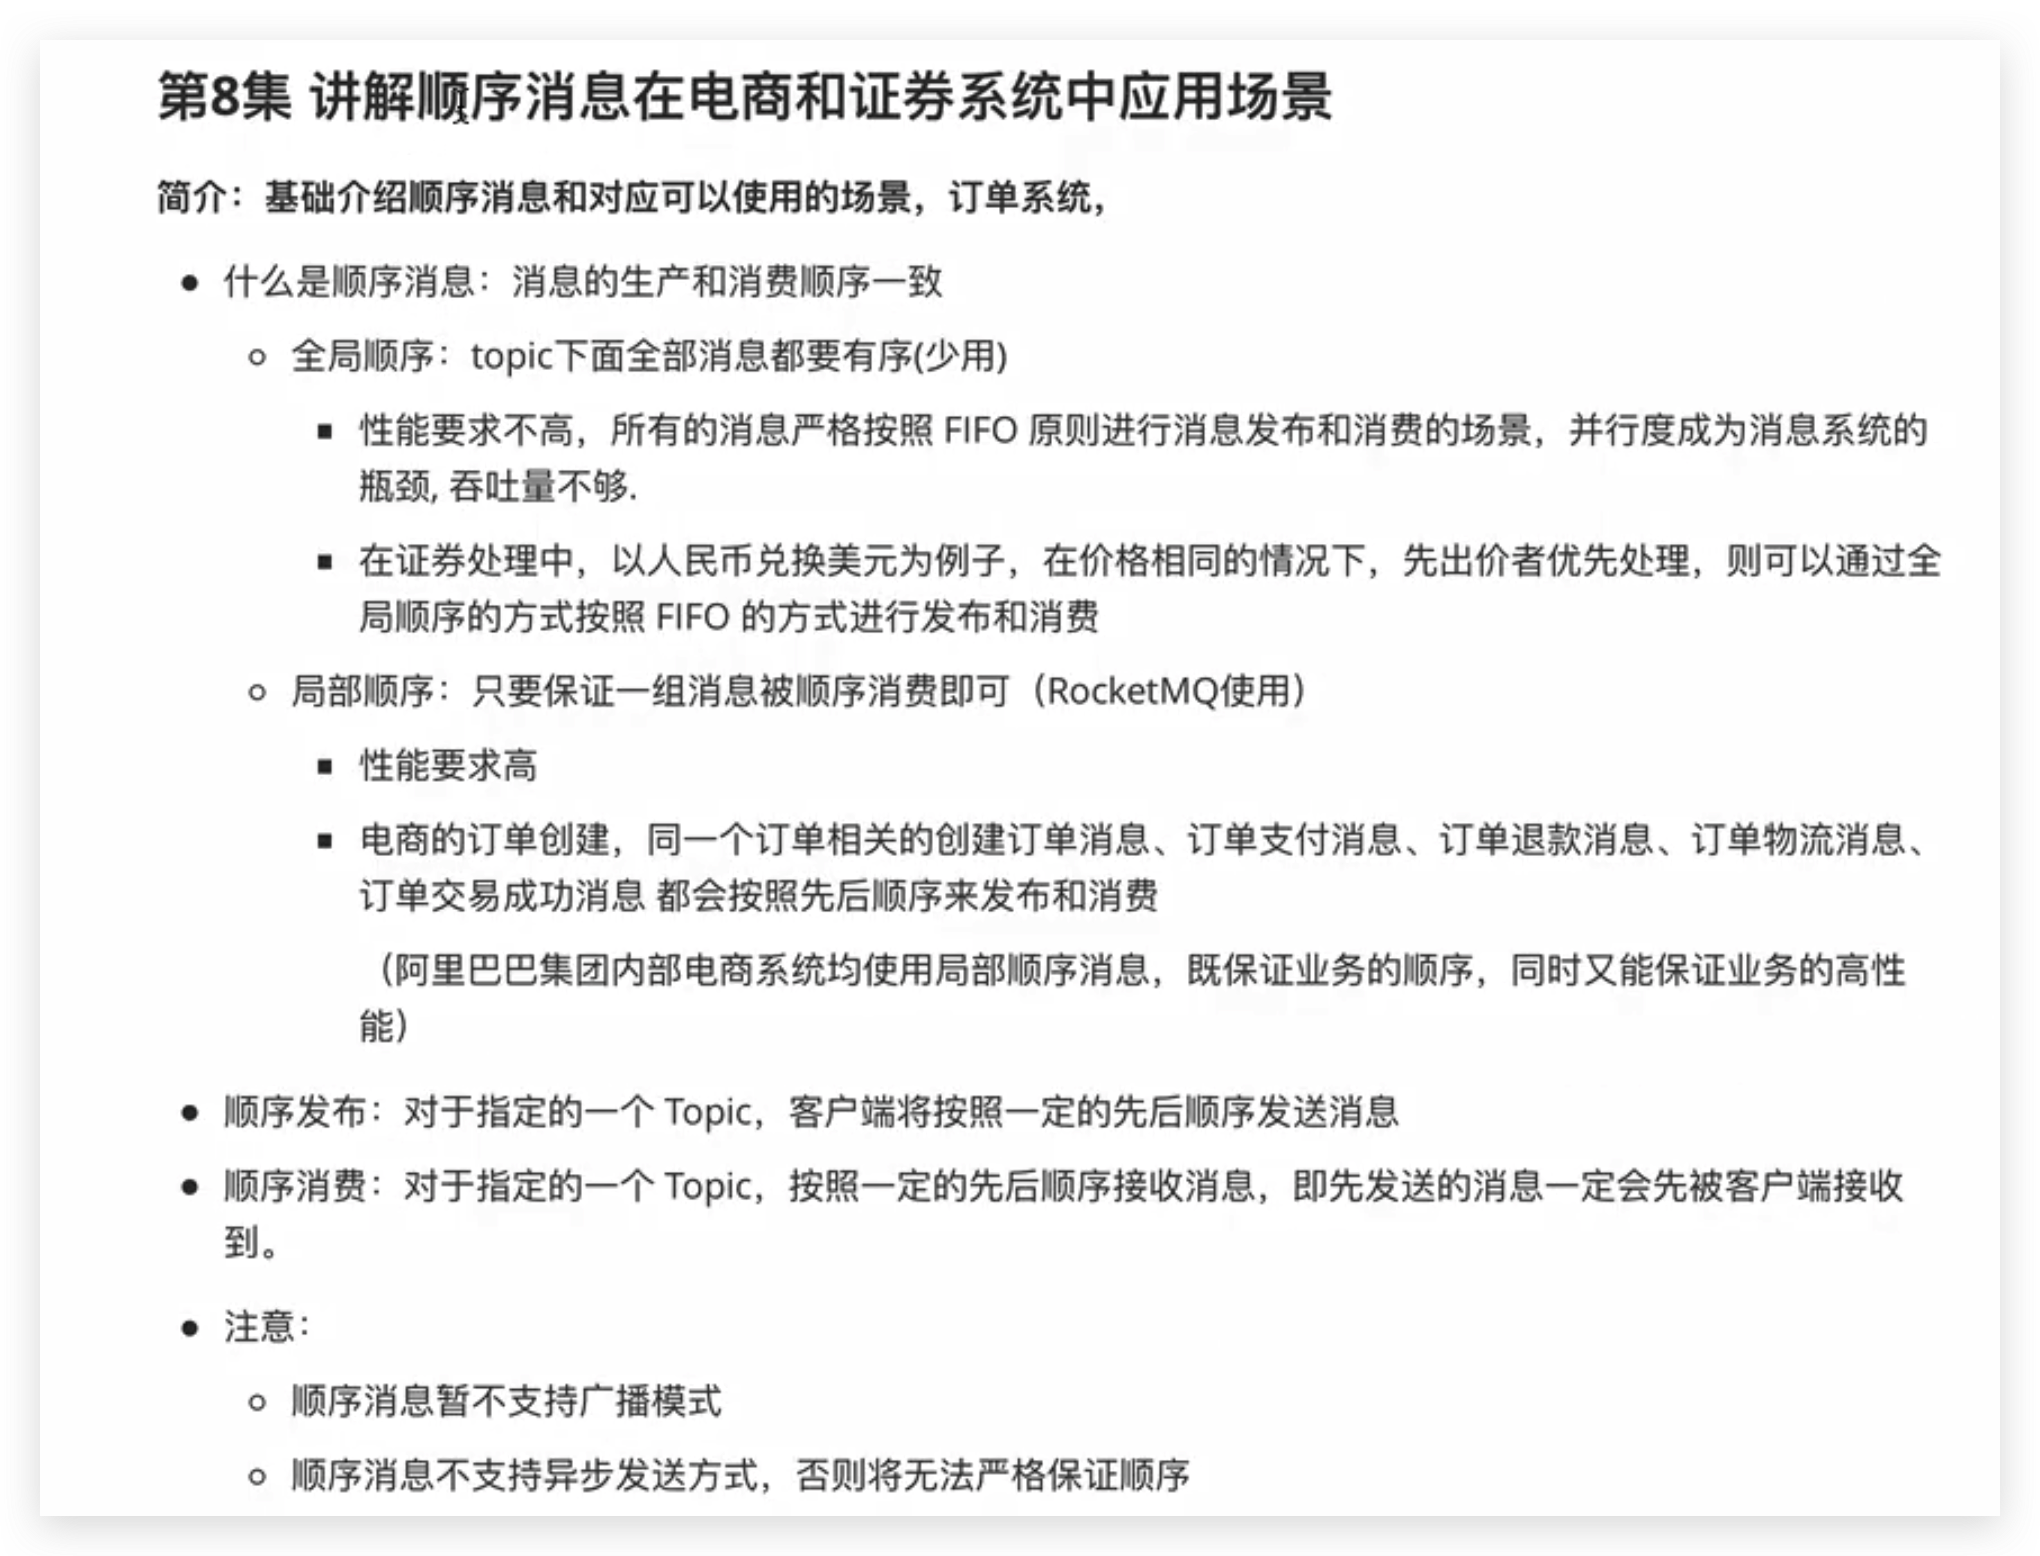 第8集 讲解顺序消息在电商和证券系统中应用场景
简介：基础介绍顺序消息和对应可以使用的场景，订单系统，
什么是顺序消息：消息的生产和消费顺序一致
全局顺序：topic下面全部消息都要有序(少用)
性能要求不高，所有的消息严格按照 FIFO 原则进行消息发布和消费的场景，并行度成为消息系统的
瓶颈, 吞吐量不够.
在证券处理中，以人民币兑换美元为例子，在价格相同的情况下，先出价者优先处理，则可以通过全
局顺序的方式按照 FIFO 的方式进行发布和消费
局部顺序：只要保证一组消息被顺序消费即可（RocketMQ使用）
性能要求高
电商的订单创建，同一个订单相关的创建订单消息、订单支付消息、订单退款消息、订单物流消息、
订单交易成功消息 都会按照先后顺序来发布和消费
（阿里巴巴集团内部电商系统均使用局部顺序消息，既保证业务的顺序，同时又能保证业务的高性
能）
顺序发布：对于指定的一个 Topic，客户端将按照一定的先后顺序发送消息
顺序消费：对于指定的一个 Topic，按照一定的先后顺序接收消息，即先发送的消息一定会先被客户端接收
到。
注意：
顺序消息暂不支持广播模式
顺序消息不支持异步发送方式，否则将无法严格保证顺序